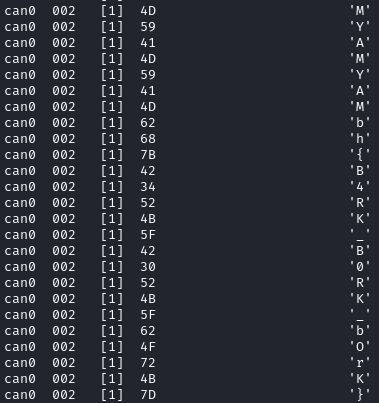 can0  002   [1]  4D                        'M'
can0  002   [1]  59                        'Y'
can0  002   [1]  41                        'A'
can0  002   [1]  4D                        'M'
can0  002   [1]  59                        'Y'
can0  002   [1]  41                        'A'
can0  002   [1]  4D                        'M'
can0  002   [1]  62                        'b'
can0  002   [1]  68                        'h'
can0  002   [1]  7B                        '{'
can0  002   [1]  42                        'B'
can0  002   [1]  34                        '4'
can0  002   [1]  52                        'R'
can0  002   [1]  4B                        'K'
can0  002   [1]  5F                        '_'
can0  002   [1]  42                        'B'
can0  002   [1]  30                        '0'
can0  002   [1]  52                        'R'
can0  002   [1]  4B                        'K'
can0  002   [1]  5F                        '_'
can0  002   [1]  62                        'b'
can0  002   [1]  4F                        'O'
can0  002   [1]  72                        'r'
can0  002   [1]  4B                        'K'
can0  002   [1]  7D                        '}'